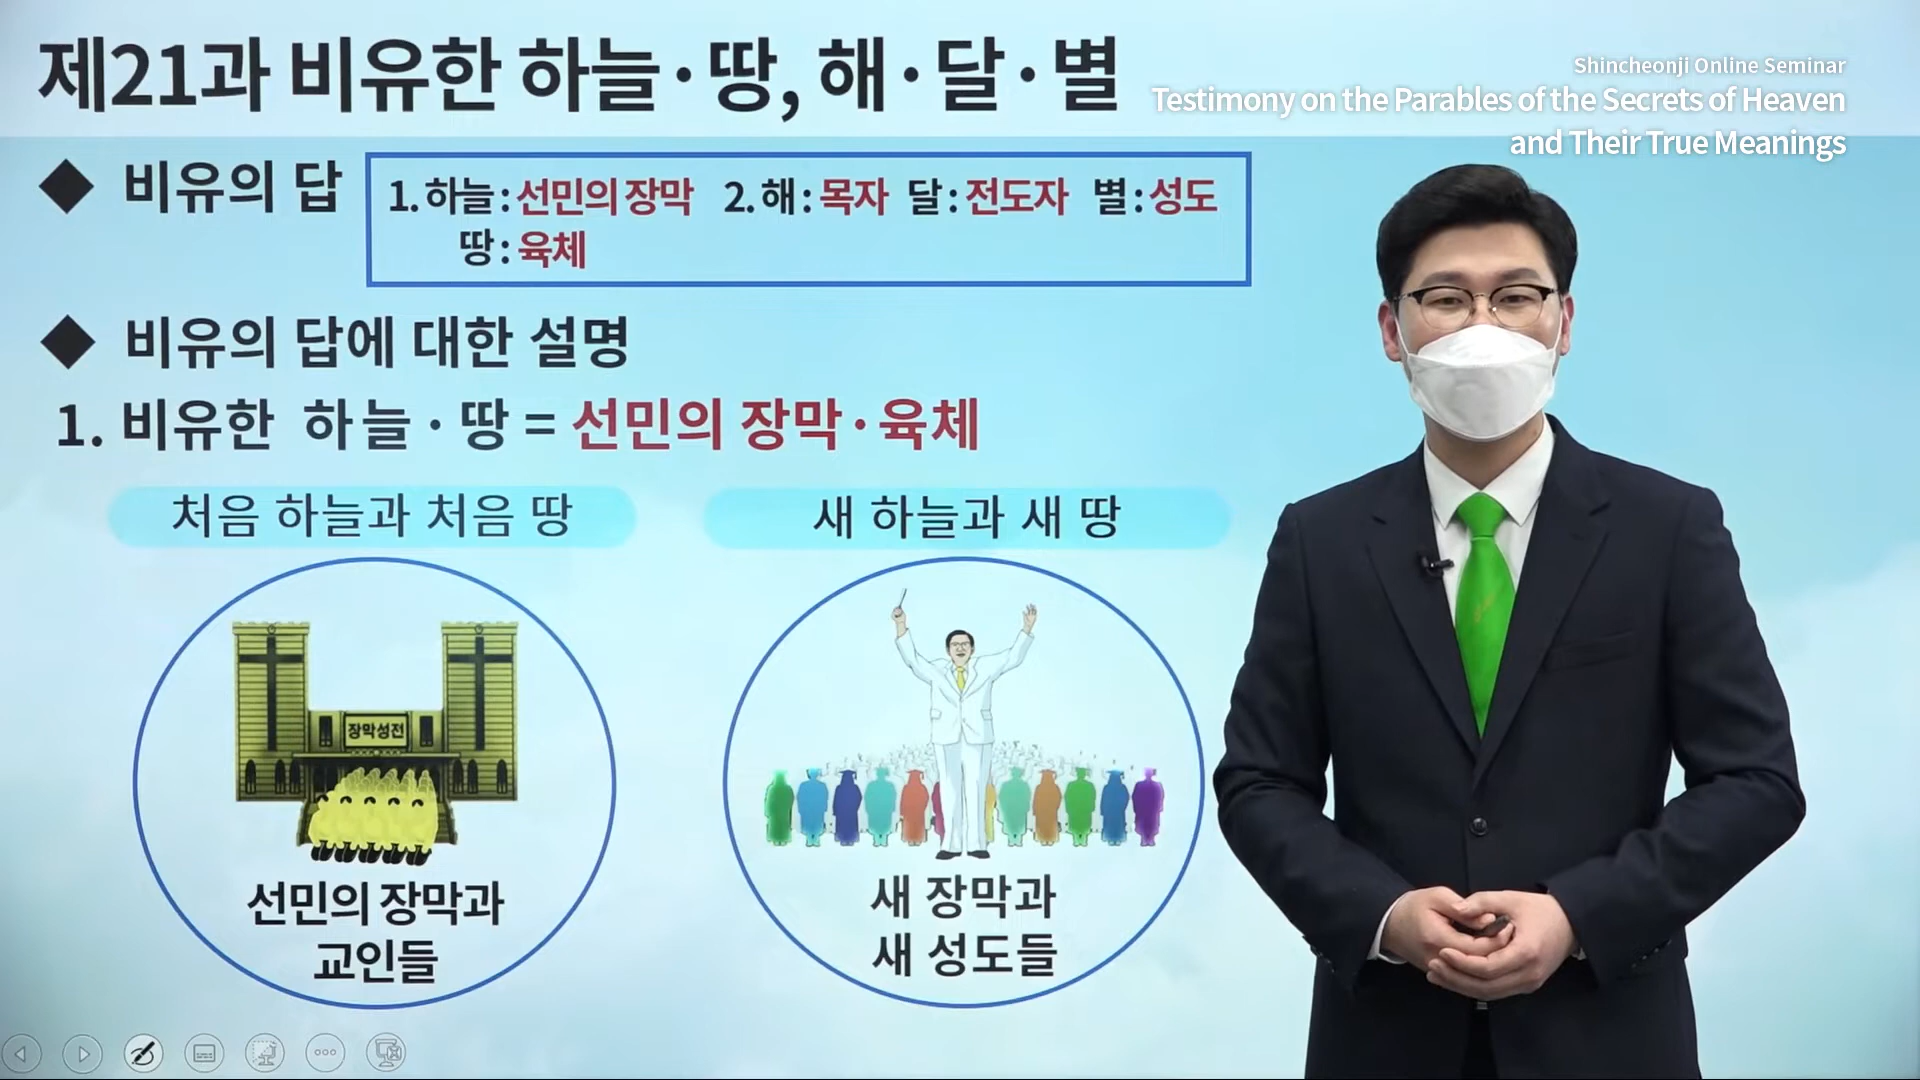 제21과 비유한 하늘·땅, 해·달·별
Shincheonji Online Seminar
Testimony on the Parables of the Secrets of Heaven
and Their True Meanings
◆ 비유의 답
1. 하늘 : 선민의 장막 2. 해 : 목자 달 : 전도자 별 : 성도
땅 : 육체
◆ 비유의 답에 대한 설명
1. 비유한 하늘 · 땅 = 선민의 장막 · 육체
처음 하늘과 처음 땅
새 하늘과 새 땅
장막성전
선민의 장막과
교인들
새 장막과
새 성도들